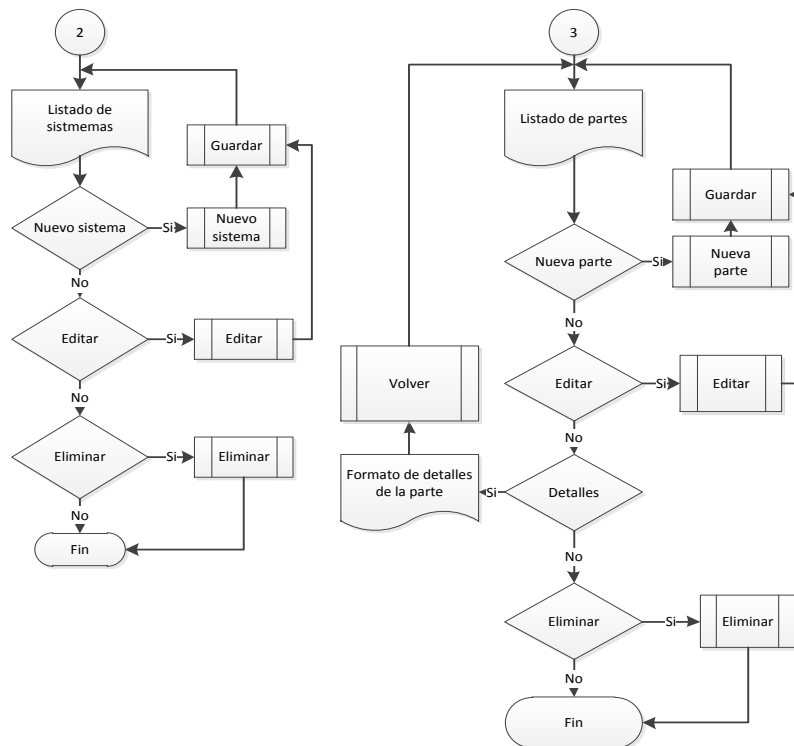 2
Listado de
sistmemas
Guardar
Nuevo sistema
Si
Nuevo
sistema
No
Editar
Si
Editar
No
Eliminar
Si
Eliminar
No
Fin
3
Listado de partes
Guardar
Nueva parte
Si
Nueva
parte
No
Volver
Editar
Si
Editar
No
Formato de detalles
de la parte
Si
Detalles
No
Eliminar
Si
Eliminar
No
Fin